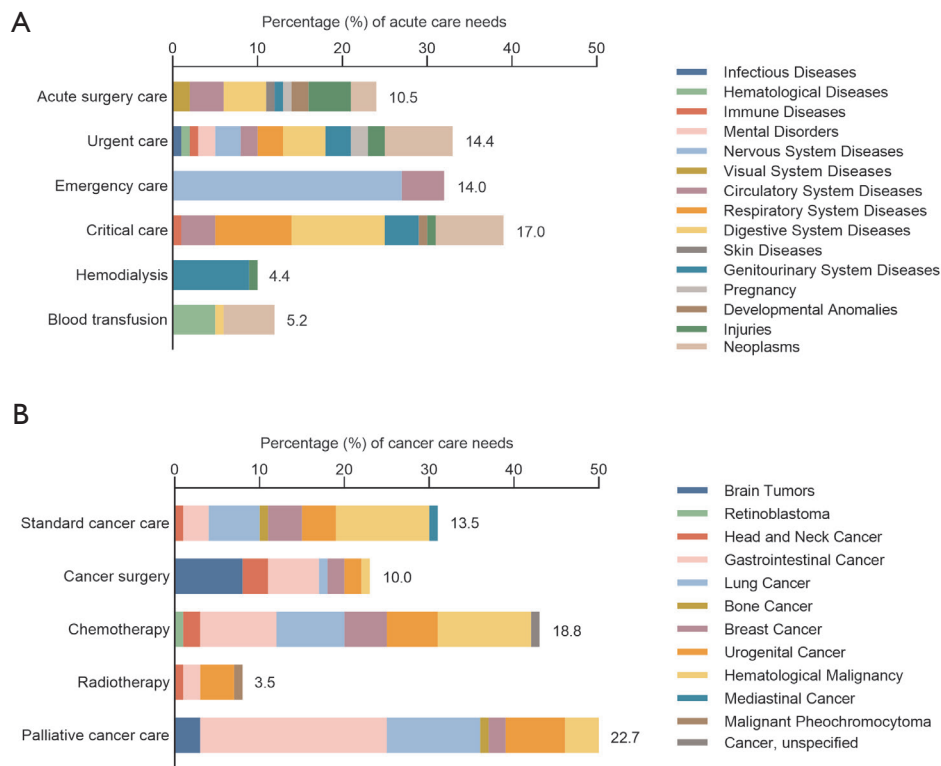 A
Percentage (%) of acute care needs
0 10 20 30 40 50
Acute surgery care 10.5
Urgent care 14.4
Emergency care 14.0
Critical care 17.0
Hemodialysis 4.4
Blood transfusion 5.2
Infectious Diseases
Hematological Diseases
Immune Diseases
Mental Disorders
Nervous System Diseases
Visual System Diseases
Circulatory System Diseases
Respiratory System Diseases
Digestive System Diseases
Skin Diseases
Genitourinary System Diseases
Pregnancy
Developmental Anomalies
Injuries
Neoplasms
B
Percentage (%) of cancer care needs
0 10 20 30 40 50
Standard cancer care 13.5
Cancer surgery 10.0
Chemotherapy 18.8
Radiotherapy 3.5
Palliative cancer care 22.7
Brain Tumors
Retinoblastoma
Head and Neck Cancer
Gastrointestinal Cancer
Lung Cancer
Bone Cancer
Breast Cancer
Urogenital Cancer
Hematological Malignancy
Mediastinal Cancer
Malignant Pheochromocytoma
Cancer, unspecified